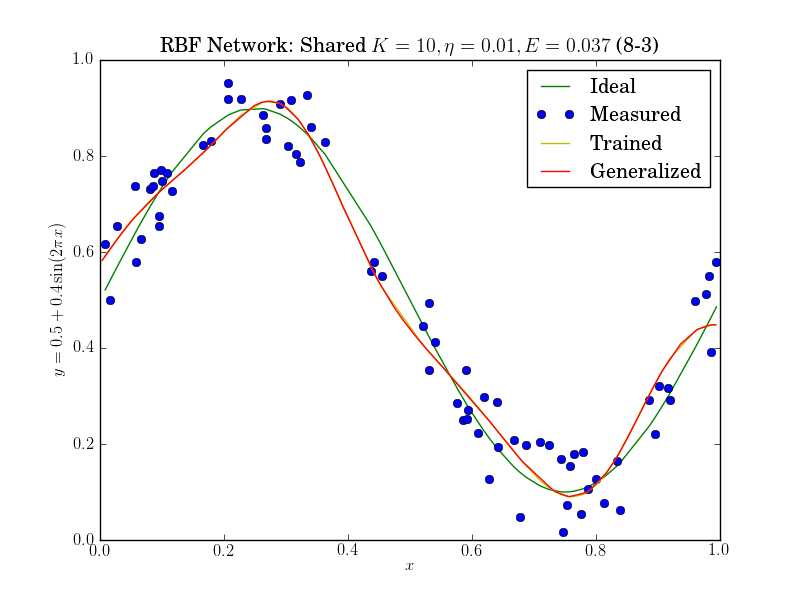 RBF Network: Shared K = 10, η = 0.01, E = 0.037 (8-3)
1.0
0.8
0.6
0.4
0.2
0.0
y = 0.5 + 0.4 sin(2πx)
Ideal
Measured
Trained
Generalized
0.0 0.2 0.4 0.6 0.8 1.0
x